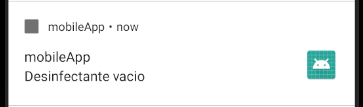 mobileApp • now
mobileApp
Desinfectante vacio